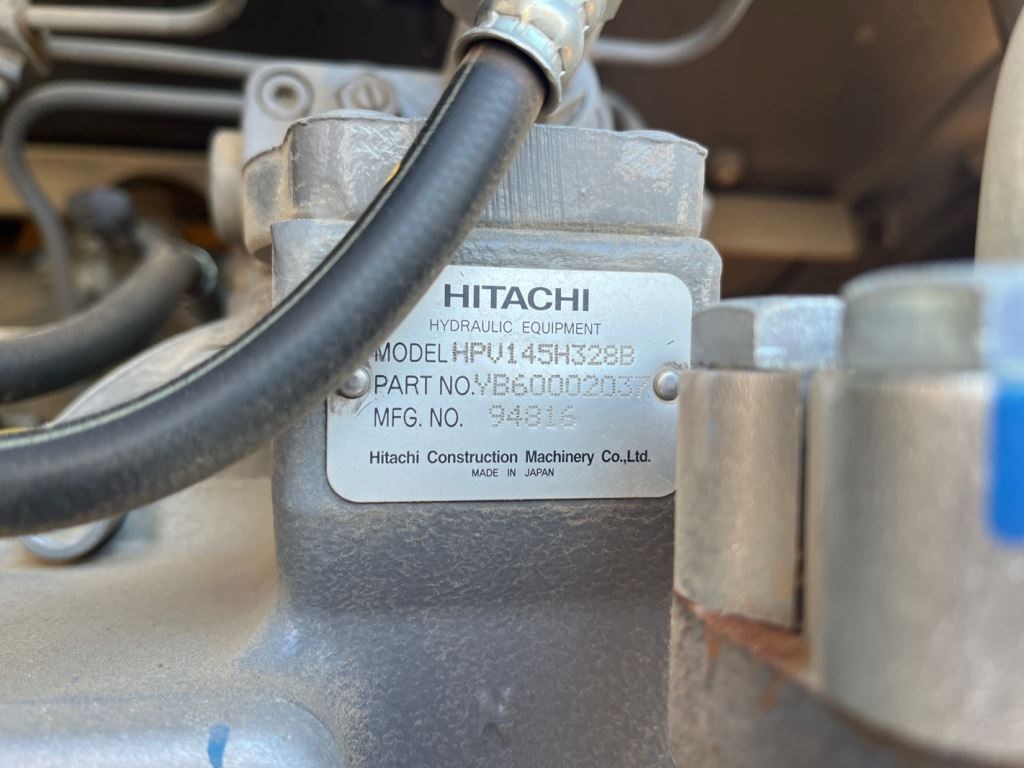 HITACHI
HYDRAULIC EQUIPMENT
MODEL HPV145H328B
PART NO. YB60002037
MFG. NO. 94816
Hitachi Construction Machinery Co.,Ltd.
MADE IN JAPAN